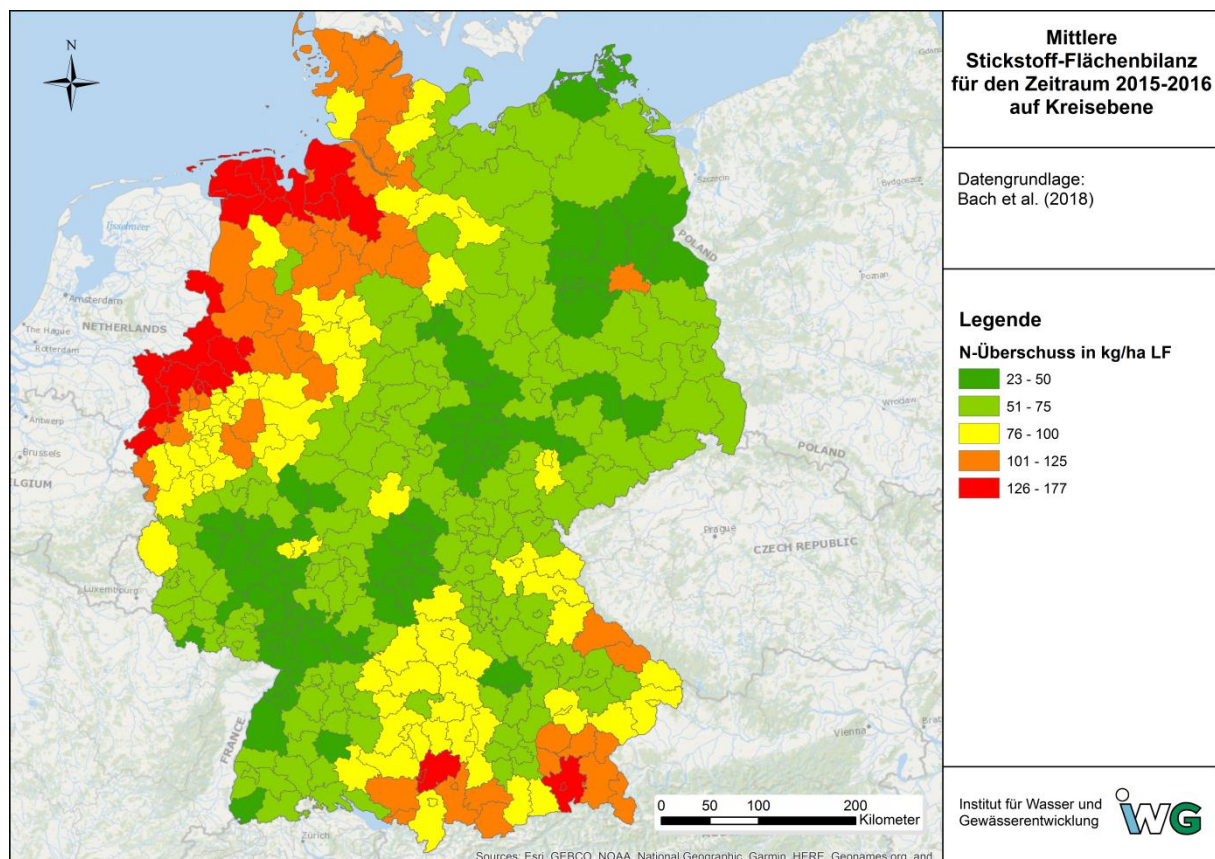 Mittlere
Stickstoff-Flächenbilanz
für den Zeitraum 2015-2016
auf Kreisebene
Datengrundlage:
Bach et al. (2018)
Legende
N-Überschuss in kg/ha LF
23 - 50
51 - 75
76 - 100
101 - 125
126 - 177
Institut für Wasser und
Gewässerentwicklung
iWG
N
Szczecin
Bydgoszcz
POLAND
Poznan
Amsterdam
NETHERLANDS
The Hague
Rotterdam
Wroclaw
Antwerp
Brussels
POLAND
Prague
CZECH REPUBLIC
Luxembourg
FRANCE
Vienna
Zürich
0 50 100 200
Kilometer
Sources: Esri, GEBCO, NOAA, National Geographic, Garmin, HERE, Geonames.org, and